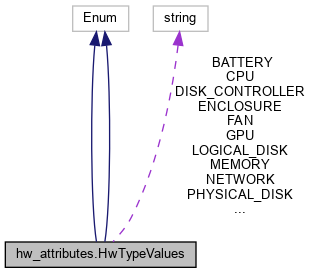 Enum
string
BATTERY
CPU
DISK_CONTROLLER
ENCLOSURE
FAN
GPU
LOGICAL_DISK
MEMORY
NETWORK
PHYSICAL_DISK
...
hw_attributes.HwTypeValues